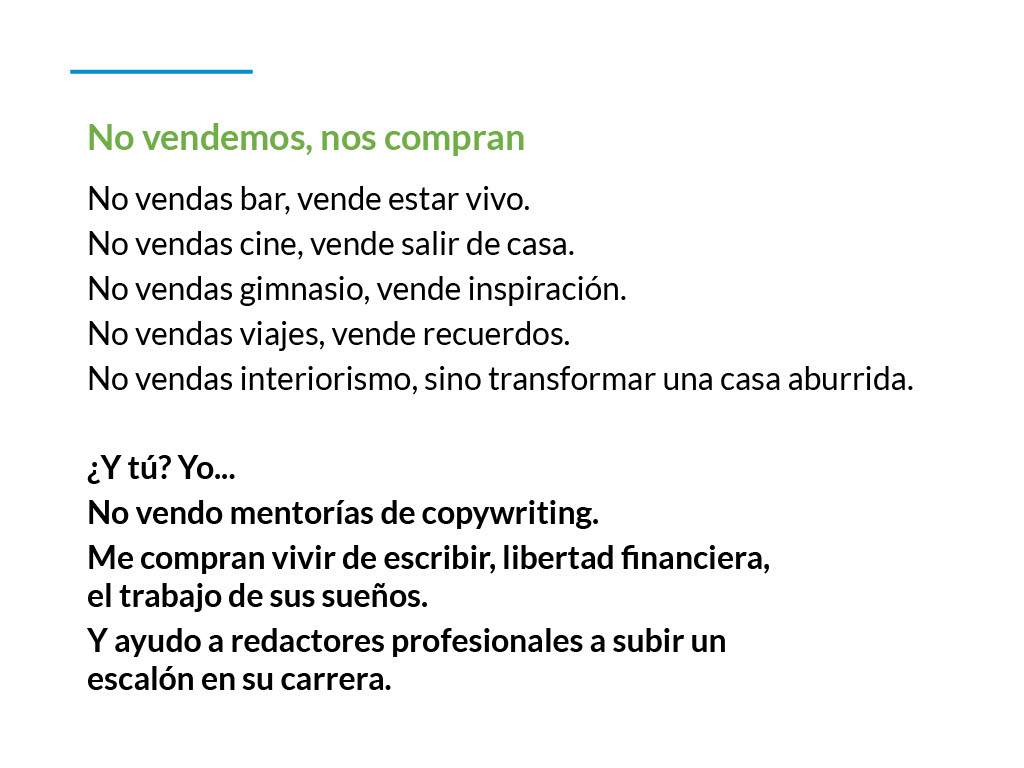 No vendemos, nos compran
No vendas bar, vende estar vivo.
No vendas cine, vende salir de casa.
No vendas gimnasio, vende inspiración.
No vendas viajes, vende recuerdos.
No vendas interiorismo, sino transformar una casa aburrida.
¿Y tú? Yo...
No vendo mentorías de copywriting.
Me compran vivir de escribir, libertad financiera,
el trabajo de sus sueños.
Y ayudo a redactores profesionales a subir un
escalón en su carrera.